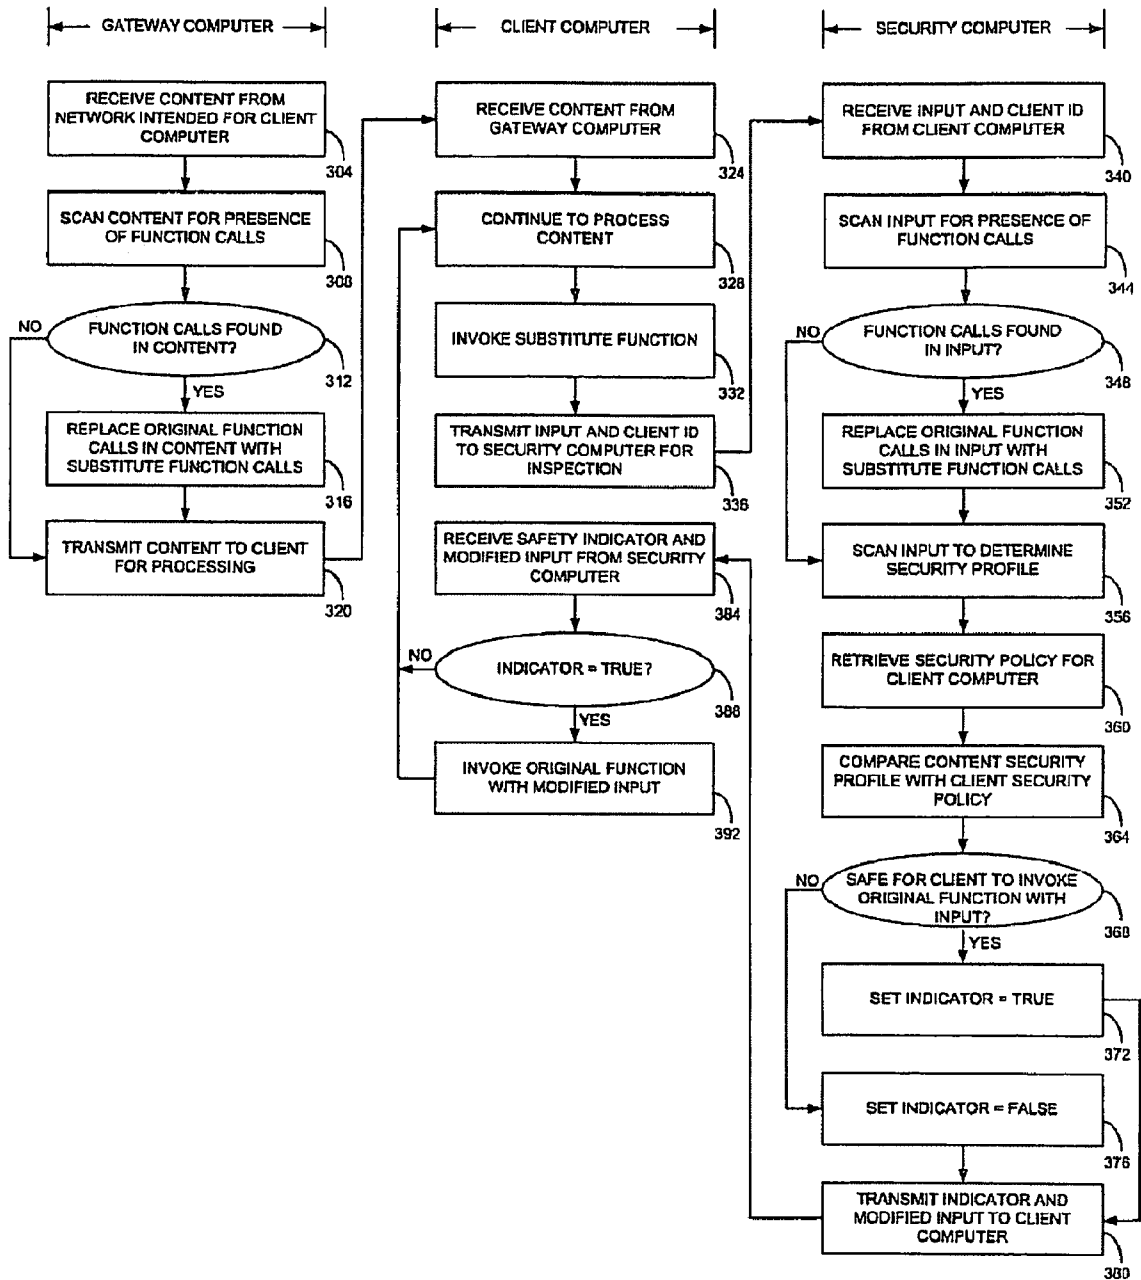 GATEWAY COMPUTER
RECEIVE CONTENT FROM
NETWORK INTENDED FOR CLIENT
COMPUTER
304
SCAN CONTENT FOR PRESENCE
OF FUNCTION CALLS
308
FUNCTION CALLS FOUND
IN CONTENT?
312
NO
YES
REPLACE ORIGINAL FUNCTION
CALLS IN CONTENT WITH
SUBSTITUTE FUNCTION CALLS
316
TRANSMIT CONTENT TO CLIENT
FOR PROCESSING
320
CLIENT COMPUTER
RECEIVE CONTENT FROM
GATEWAY COMPUTER
324
CONTINUE TO PROCESS
CONTENT
328
INVOKE SUBSTITUTE FUNCTION
332
TRANSMIT INPUT AND CLIENT ID
TO SECURITY COMPUTER FOR
INSPECTION
336
RECEIVE SAFETY INDICATOR AND
MODIFIED INPUT FROM SECURITY
COMPUTER
384
NO
INDICATOR = TRUE?
388
YES
INVOKE ORIGINAL FUNCTION
WITH MODIFIED INPUT
392
SECURITY COMPUTER
RECEIVE INPUT AND CLIENT ID
FROM CLIENT COMPUTER
340
SCAN INPUT FOR PRESENCE OF
FUNCTION CALLS
344
NO
FUNCTION CALLS FOUND
IN INPUT?
348
YES
REPLACE ORIGINAL FUNCTION
CALLS IN INPUT WITH
SUBSTITUTE FUNCTION CALLS
352
SCAN INPUT TO DETERMINE
SECURITY PROFILE
356
RETRIEVE SECURITY POLICY FOR
CLIENT COMPUTER
360
COMPARE CONTENT SECURITY
PROFILE WITH CLIENT SECURITY
POLICY
364
NO
SAFE FOR CLIENT TO INVOKE
ORIGINAL FUNCTION WITH
INPUT?
368
YES
SET INDICATOR = TRUE
372
SET INDICATOR = FALSE
376
TRANSMIT INDICATOR AND
MODIFIED INPUT TO CLIENT
COMPUTER
380